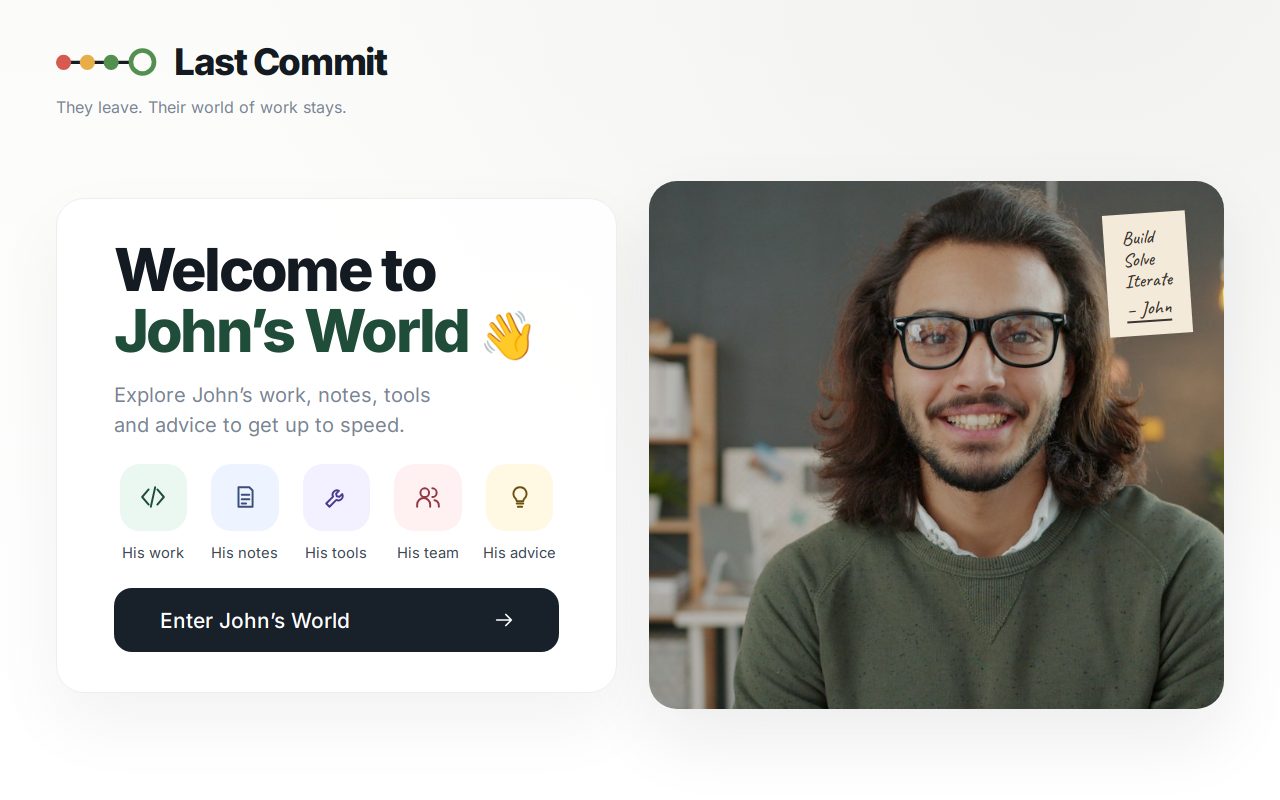 Last Commit
They leave. Their world of work stays.
Welcome to
John’s World 👋
Explore John’s work, notes, tools
and advice to get up to speed.
His work
His notes
His tools
His team
His advice
Enter John’s World →
Build
Solve
Iterate
– John